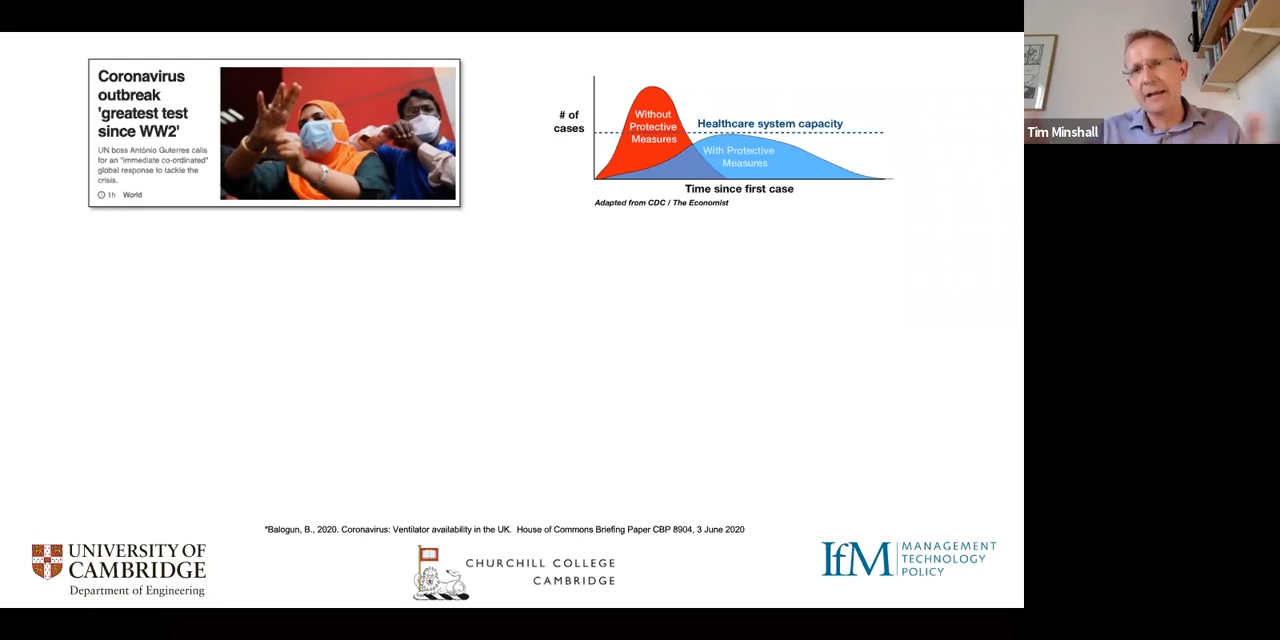 Coronavirus
outbreak
'greatest test
since WW2'
UN boss António Guterres calls
for an "immediate co-ordinated"
global response to tackle the
crisis.
1h World
# of
cases
Without
Protective
Measures
Healthcare system capacity
With Protective
Measures
Time since first case
Adapted from CDC / The Economist
Tim Minshall
*Balogun, B., 2020. Coronavirus: Ventilator availability in the UK. House of Commons Briefing Paper CBP 8904, 3 June 2020
UNIVERSITY OF
CAMBRIDGE
Department of Engineering
CHURCHILL COLLEGE
CAMBRIDGE
IfM
MANAGEMENT
TECHNOLOGY
POLICY